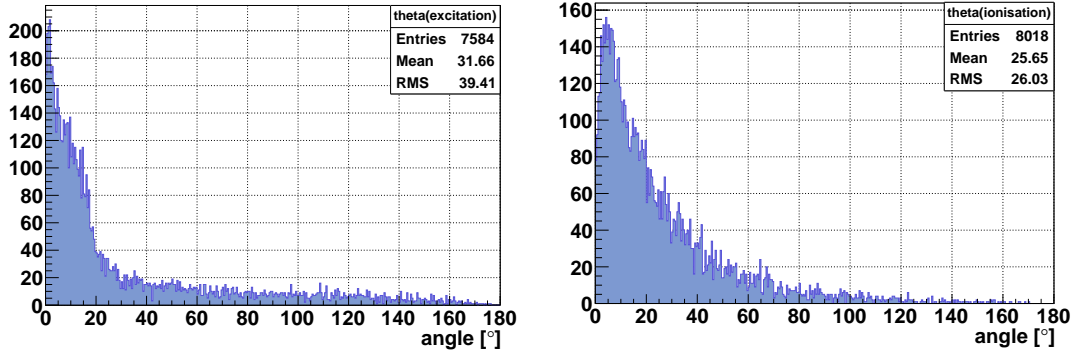 theta(excitation)
Entries 7584
Mean 31.66
RMS 39.41
200
180
160
140
120
100
80
60
40
20
0
0 20 40 60 80 100 120 140 160 180
angle [°]
theta(ionisation)
Entries 8018
Mean 25.65
RMS 26.03
160
140
120
100
80
60
40
20
0
0 20 40 60 80 100 120 140 160 180
angle [°]